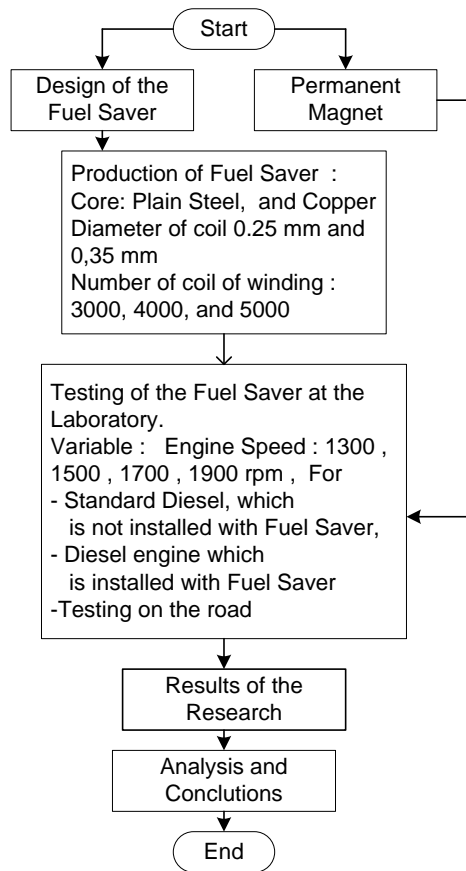 Start
Design of the
Fuel Saver
Permanent
Magnet
Production of Fuel Saver :
Core: Plain Steel, and Copper
Diameter of coil 0.25 mm and
0,35 mm
Number of coil of winding :
3000, 4000, and 5000
Testing of the Fuel Saver at the
Laboratory.
Variable : Engine Speed : 1300 ,
1500 , 1700 , 1900 rpm , For
- Standard Diesel, which
is not installed with Fuel Saver,
- Diesel engine which
is installed with Fuel Saver
-Testing on the road
Results of the
Research
Analysis and
Conclutions
End